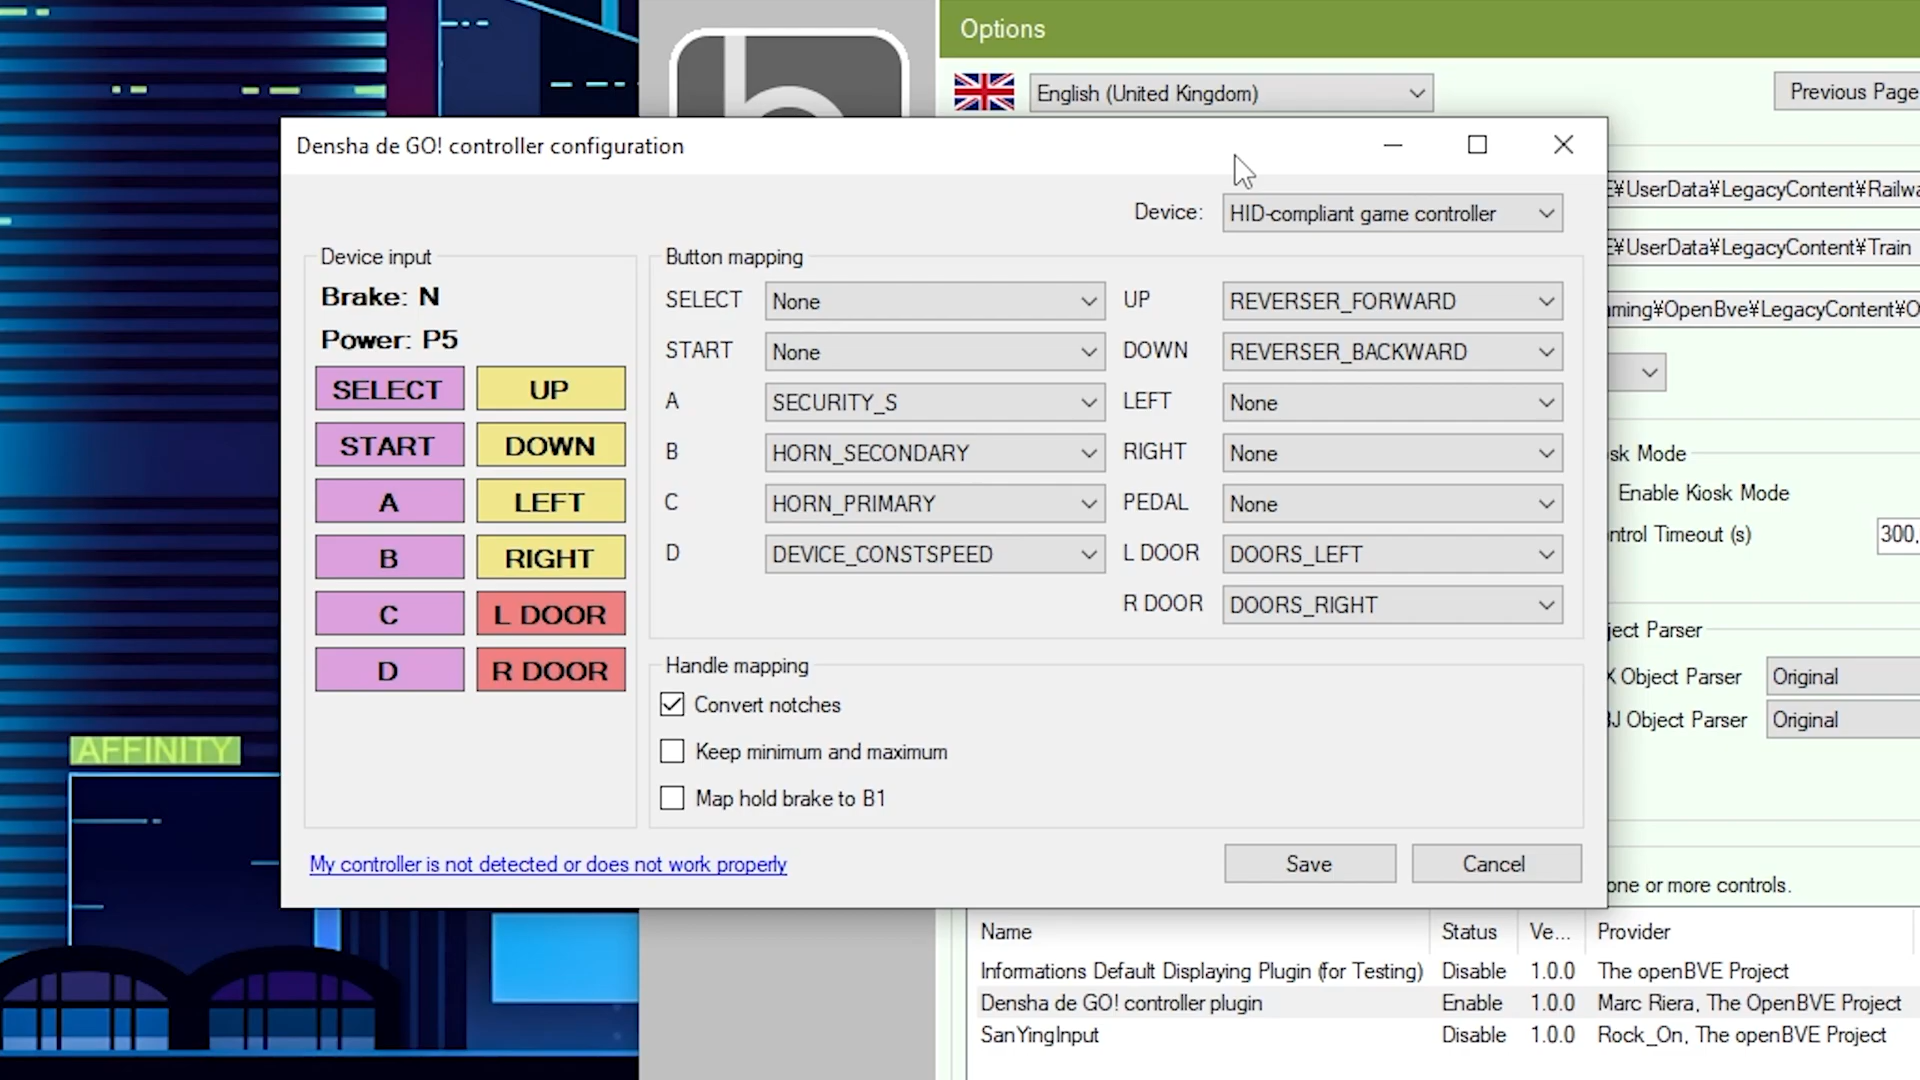 Options
English (United Kingdom)
Previous Page
Densha de GO! controller configuration
Device:
HID-compliant game controller
Device input
Brake: N
Power: P5
SELECT
UP
START
DOWN
A
LEFT
B
RIGHT
C
L DOOR
D
R DOOR
Button mapping
SELECT
None
UP
REVERSER_FORWARD
START
None
DOWN
REVERSER_BACKWARD
A
SECURITY_S
LEFT
None
B
HORN_SECONDARY
RIGHT
None
C
HORN_PRIMARY
PEDAL
None
D
DEVICE_CONSTSPEED
L DOOR
DOORS_LEFT
R DOOR
DOORS_RIGHT
Handle mapping
Convert notches
Keep minimum and maximum
Map hold brake to B1
My controller is not detected or does not work properly
Save
Cancel
E¥UserData¥LegacyContent¥Railwa
E¥UserData¥LegacyContent¥Train
ming¥OpenBve¥LegacyContent¥O
sk Mode
Enable Kiosk Mode
ntrol Timeout (s)
300,
ject Parser
X Object Parser
Original
BJ Object Parser
Original
one or more controls.
Name Status Ve... Provider
Informations Default Displaying Plugin (for Testing) Disable 1.0.0 The openBVE Project
Densha de GO! controller plugin Enable 1.0.0 Marc Riera, The OpenBVE Project
SanYingInput Disable 1.0.0 Rock_On, The openBVE Project
AFFINITY